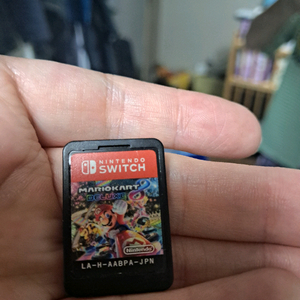 NINTENDO
SWITCH
MARIOKART 8
DELUXE
Nintendo
LA-H-AABPA-JPN